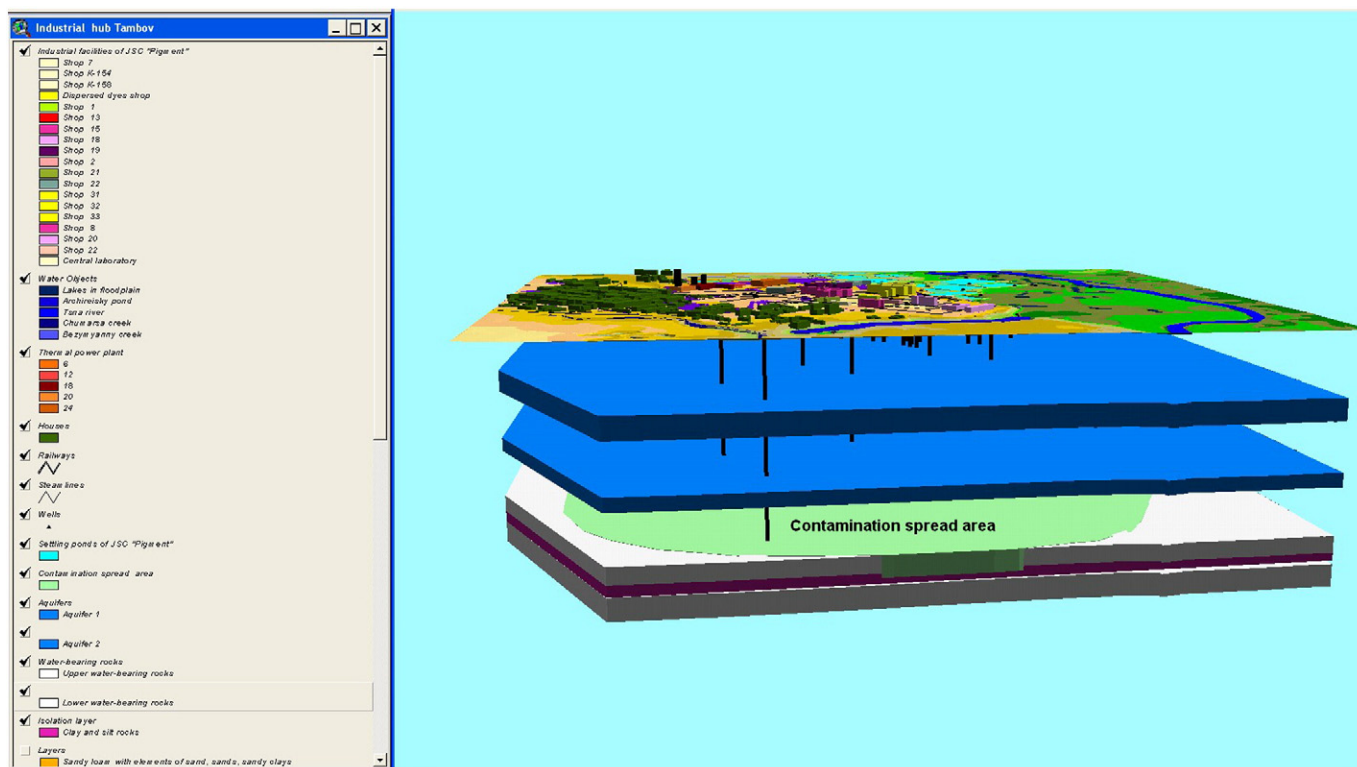 Industrial hub Tambov
Industrial facilities of JSC "Pigment"
Shop 7
Shop K-154
Shop K-158
Dispersed dyes shop
Shop 1
Shop 13
Shop 15
Shop 18
Shop 19
Shop 2
Shop 21
Shop 22
Shop 31
Shop 32
Shop 33
Shop 8
Shop 20
Shop 22
Central laboratory
Water Objects
Lakes in floodplain
Archireisky pond
Tsna river
Chumarsa creek
Bezymyanny creek
Thermal power plant
6
12
18
20
24
Houses
Railways
Steam lines
Wells
Settling ponds of JSC "Pigment"
Contamination spread area
Aquifers
Aquifer 1
Aquifer 2
Water-bearing rocks
Upper water-bearing rocks
Lower water-bearing rocks
Isolation layer
Clay and silt rocks
Layers
Sandy loam with elements of sand, sands, sandy clays
Contamination spread area